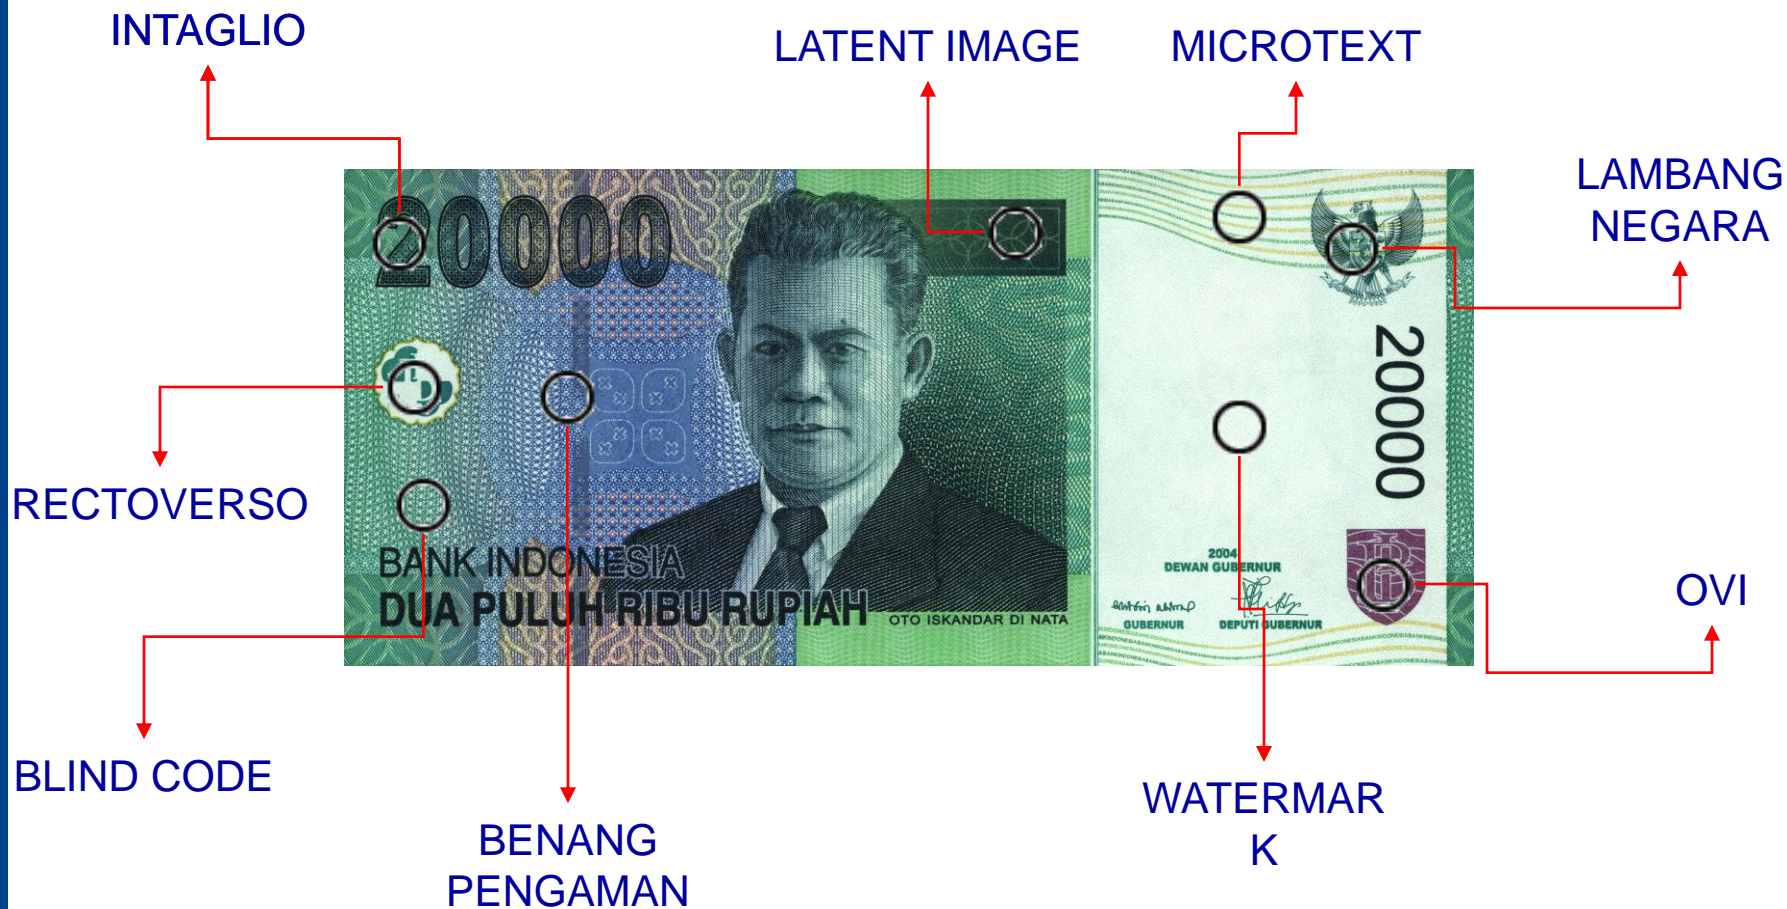 INTAGLIO
LATENT IMAGE
MICROTEXT
LAMBANG
NEGARA
20000
20000
RECTOVERSO
BANK INDONESIA
DUA PULUH RIBU RUPIAH
OTO ISKANDAR DI NATA
2004
DEWAN GUBERNUR
GUBERNUR
DEPUTI GUBERNUR
OVI
BLIND CODE
BENANG
PENGAMAN
WATERMAR
K